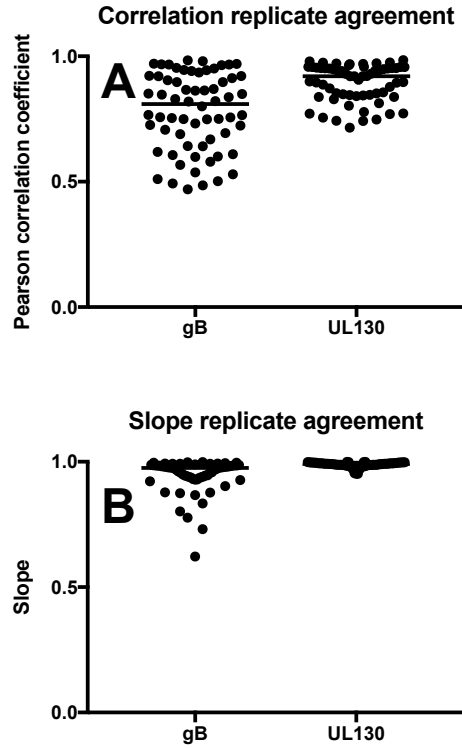 Correlation replicate agreement
A
Pearson correlation coefficient
1.0
0.5
0.0
gB UL130
Slope replicate agreement
B
Slope
1.0
0.5
0.0
gB UL130